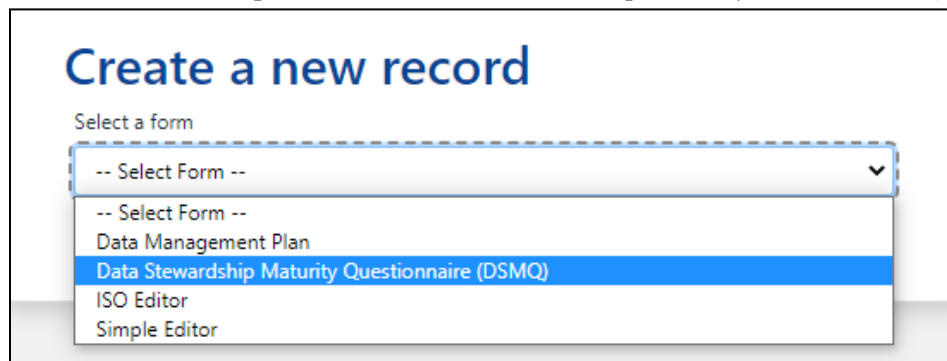 Create a new record
Select a form
-- Select Form --
-- Select Form --
Data Management Plan
Data Stewardship Maturity Questionnaire (DSMQ)
ISO Editor
Simple Editor